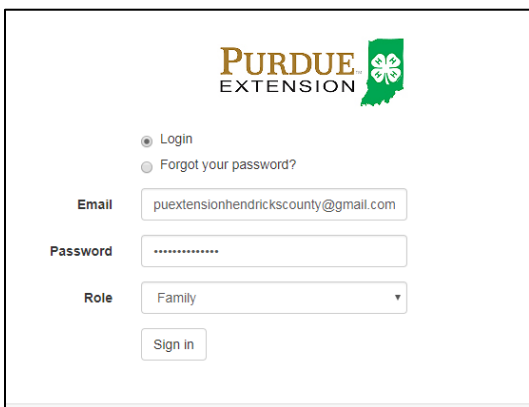 PURDUE
EXTENSION
Login
Forgot your password?
Email puextensionhendrickscounty@gmail.com
Password ••••••••••••••
Role Family
Sign in